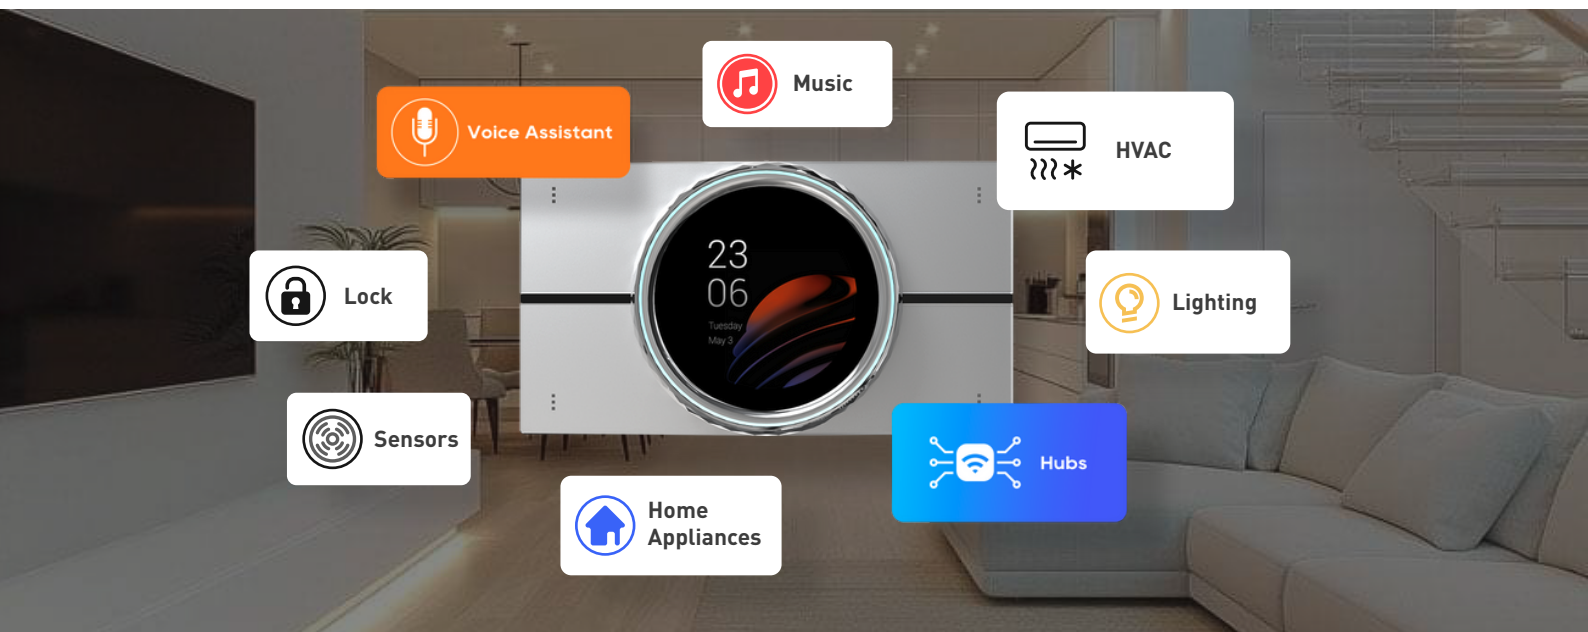 Music
Voice Assistant
HVAC
23
06
Tuesday
May 3
Lock
Lighting
Sensors
Hubs
Home
Appliances